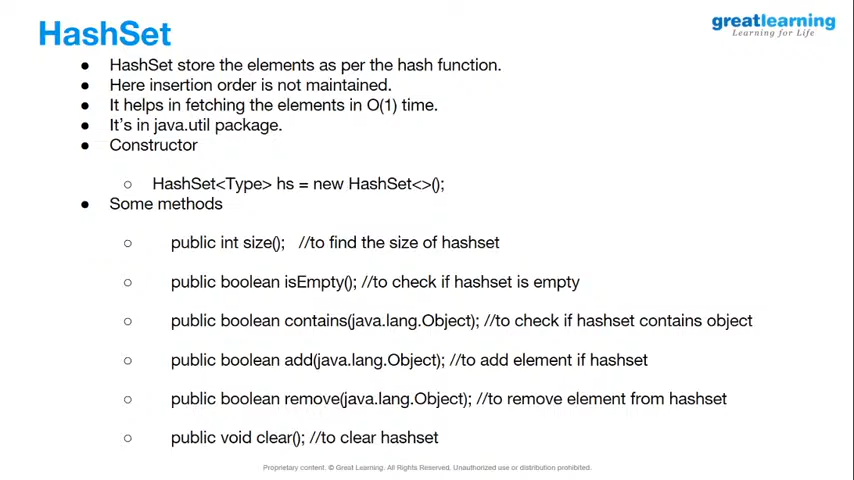 HashSet
greatlearning
Learning for Life
● HashSet store the elements as per the hash function.
● Here insertion order is not maintained.
● It helps in fetching the elements in O(1) time.
● It's in java.util package.
● Constructor
○ HashSet<Type> hs = new HashSet<>();
● Some methods
○ public int size(); //to find the size of hashset
○ public boolean isEmpty(); //to check if hashset is empty
○ public boolean contains(java.lang.Object); //to check if hashset contains object
○ public boolean add(java.lang.Object); //to add element if hashset
○ public boolean remove(java.lang.Object); //to remove element from hashset
○ public void clear(); //to clear hashset
Proprietary content. © Great Learning. All Rights Reserved. Unauthorized use or distribution prohibited.